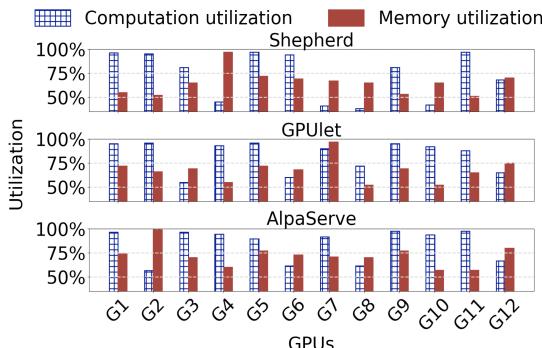 Computation utilization
Memory utilization
Shepherd
100%
75%
50%
GPUlet
100%
75%
50%
AlpaServe
100%
75%
50%
Utilization
G1 G2 G3 G4 G5 G6 G7 G8 G9 G10 G11 G12
GPUs